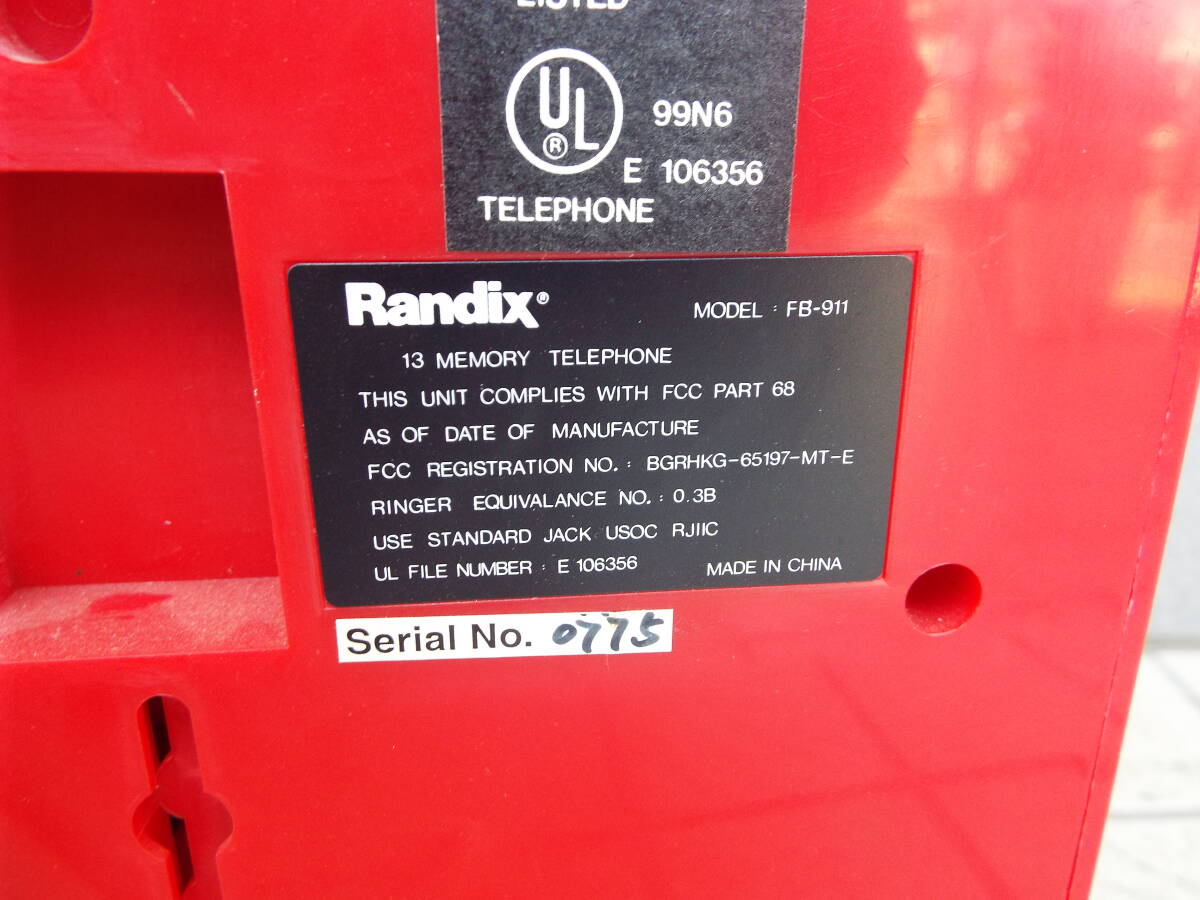 LISTED
UL® 99N6
E 106356
TELEPHONE
Randix®
MODEL : FB-911
13 MEMORY TELEPHONE
THIS UNIT COMPLIES WITH FCC PART 68
AS OF DATE OF MANUFACTURE
FCC REGISTRATION NO. : BGRHKG-65197-MT-E
RINGER EQUIVALANCE NO. : 0.3B
USE STANDARD JACK USOC RJIIC
UL FILE NUMBER : E 106356
MADE IN CHINA
Serial No. 0775